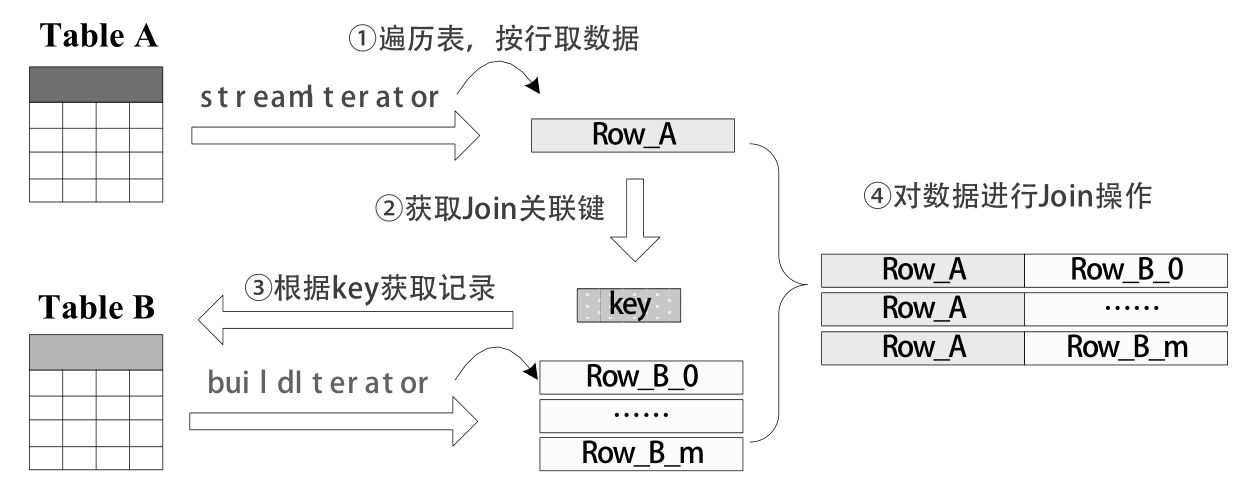 Table A
①遍历表，按行取数据
streamIterator
Row_A
②获取Join关联键
④对数据进行Join操作
③根据key获取记录
key
Row_A Row_B_0
Row_A ……
Row_A Row_B_m
Table B
buildIterator
Row_B_0
……
Row_B_m